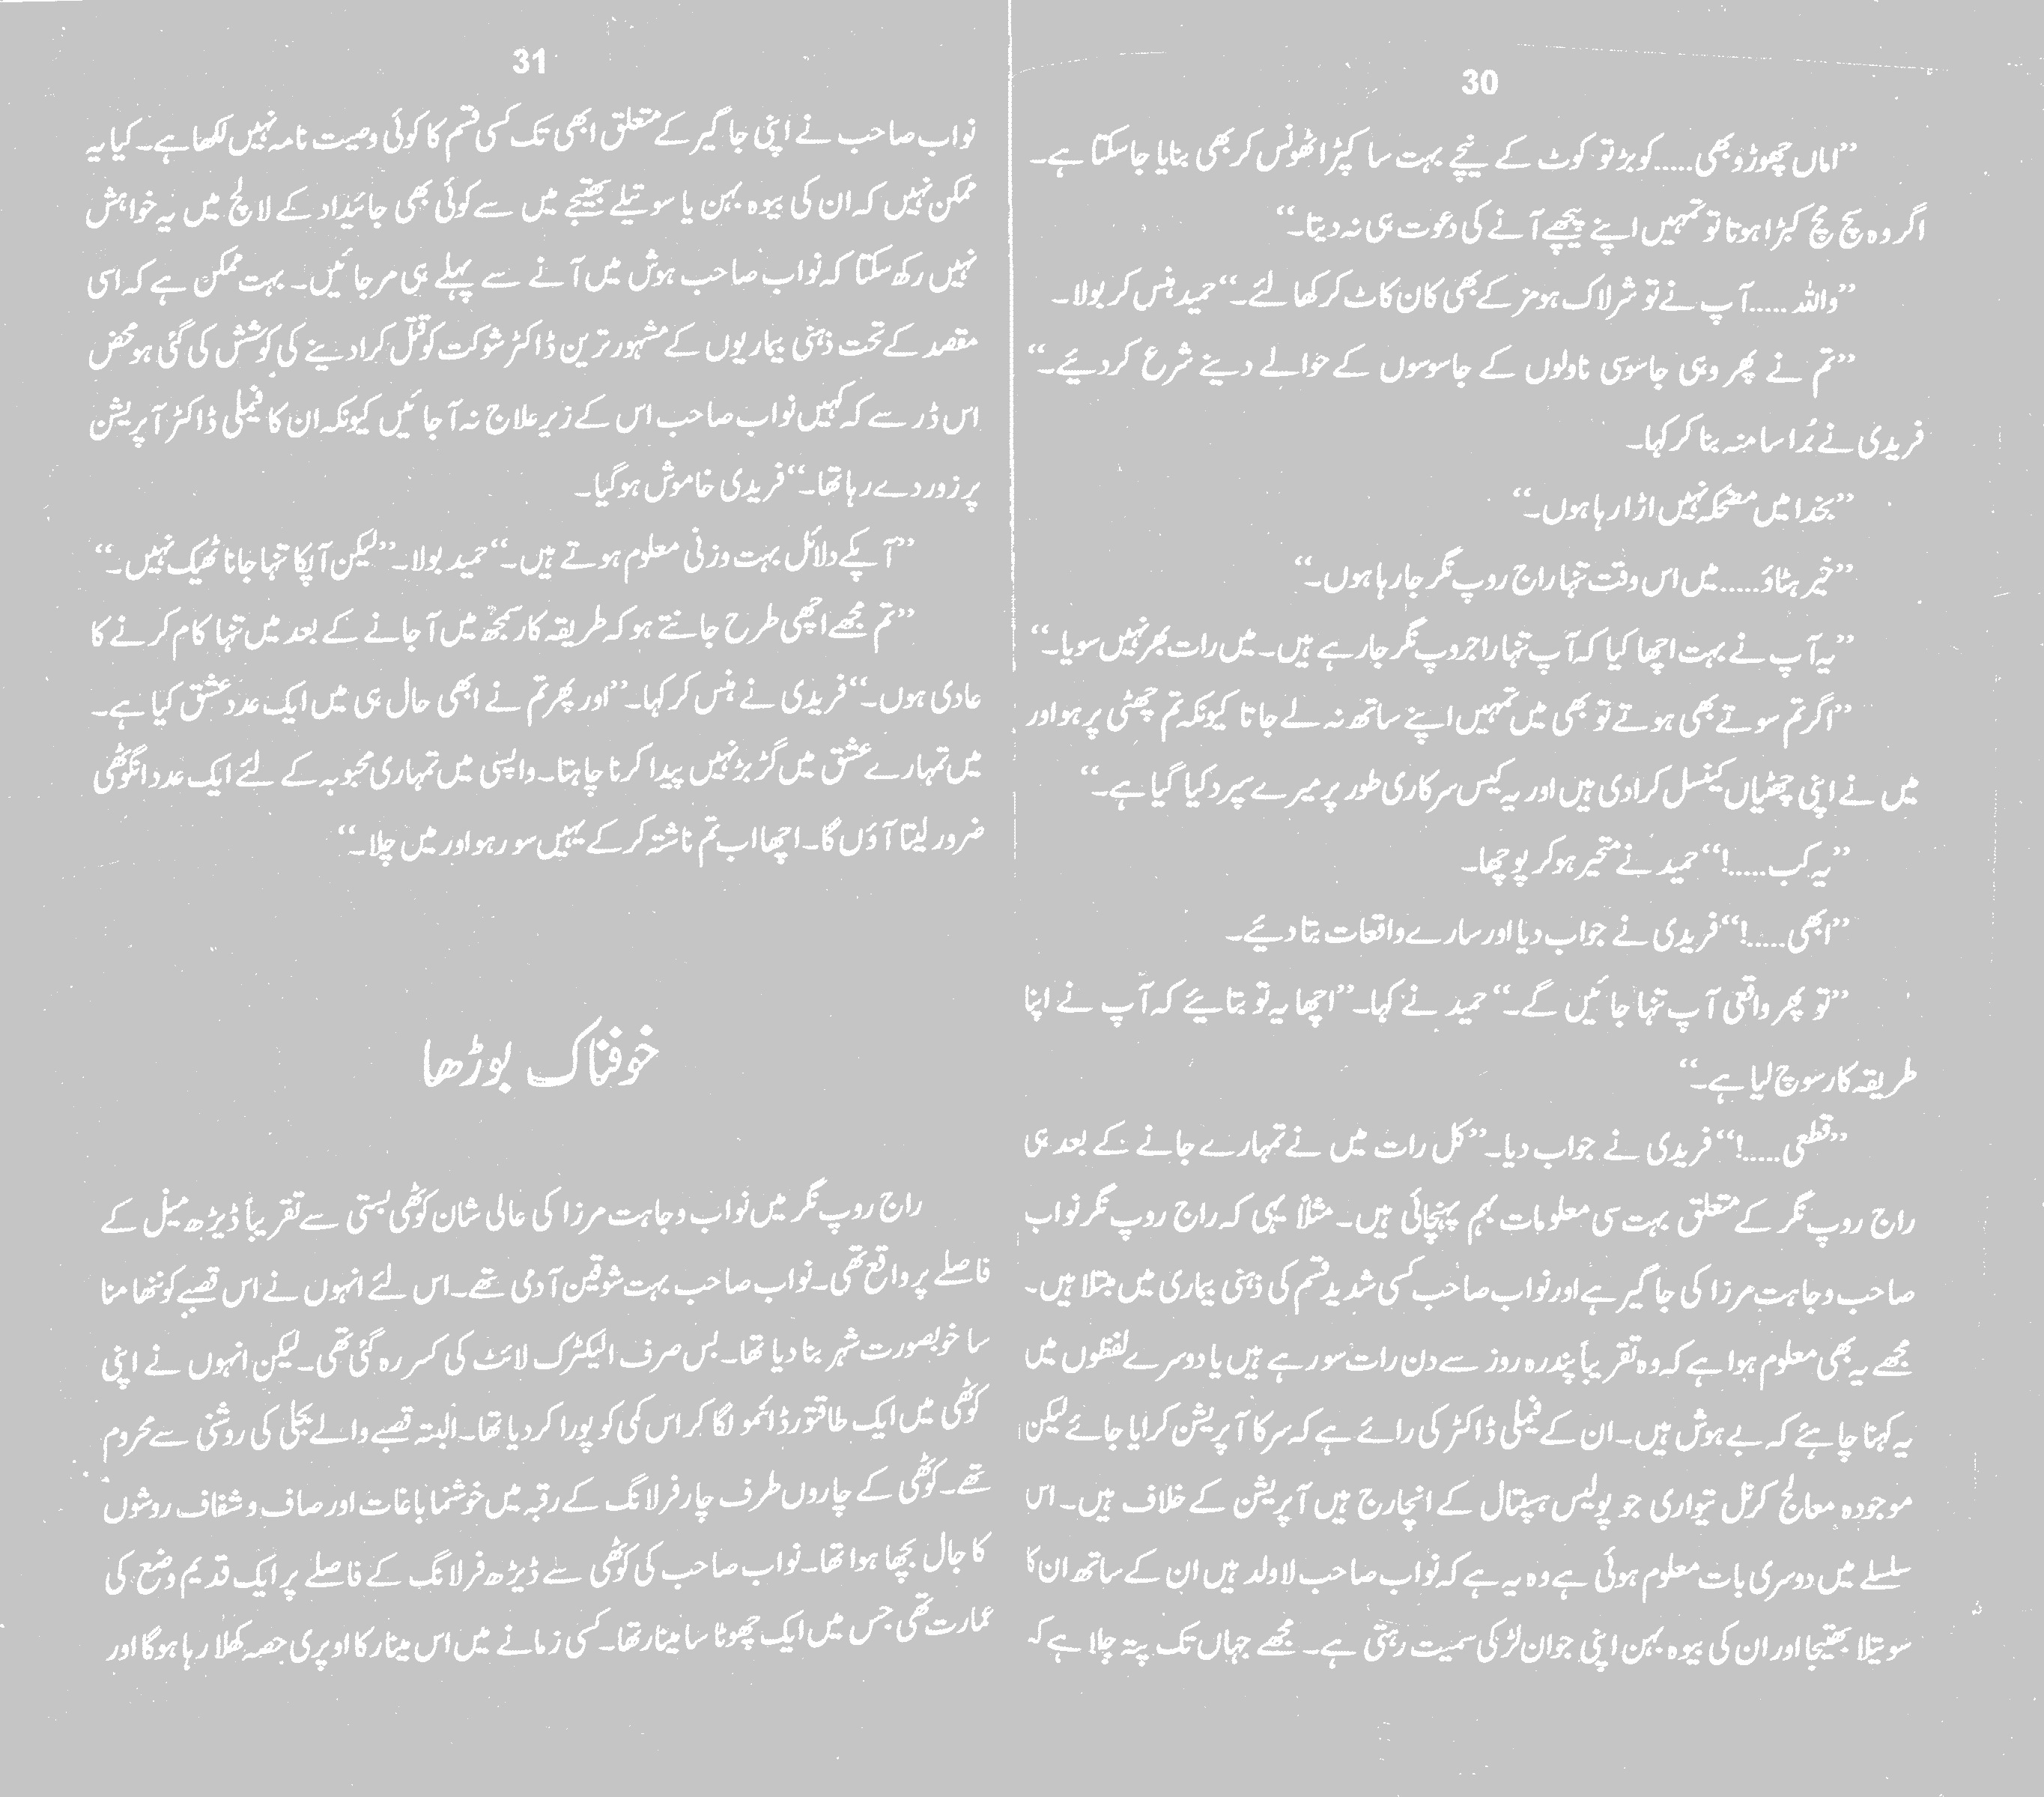 30
”اماں چھوڑو بھی.....کوبڑ تو کوٹ کے نیچے بہت سا کپڑا ٹھونس کر بھی بنایا جاسکتا ہے۔
اگر وہ سچ مچ کبڑا ہوتا تو تمہیں اپنے پیچھے آنے کی دعوت ہی نہ دیتا۔“
”واللہ.....آپ نے تو شرلاک ہومز کے بھی کان کاٹ کر کھا لئے۔“ حمید ہنس کر بولا۔
”تم نے پھر وہی جاسوسی ناولوں کے جاسوسوں کے حوالے دینے شرع کردیئے۔“
فریدی نے بُرا سا منہ بنا کر کہا۔
”بخدا میں مضحکہ نہیں اڑا رہا ہوں۔“
”خیر ہٹاؤ.....میں اس وقت تنہا راج روپ نگر جارہا ہوں۔“
”یہ آپ نے بہت اچھا کیا کہ آپ تنہا راجروپ نگر جارہے ہیں۔ میں رات بھر نہیں سویا۔“
”اگر تم سوتے بھی ہوتے تو بھی میں تمہیں اپنے ساتھ نہ لے جاتا کیونکہ تم چھٹی پر ہو اور
میں نے اپنی چھٹیاں کینسل کرادی ہیں اور یہ کیس سرکاری طور پر میرے سپرد کیا گیا ہے۔“
”یہ کب.....!“ حمید نے متحیر ہوکر پوچھا۔
”ابھی.....!“ فریدی نے جواب دیا اور سارے واقعات بتا دیئے۔
”تو پھر واقعی آپ تنہا جائیں گے۔“ حمید نے کہا۔ ”اچھا یہ تو بتایئے کہ آپ نے اپنا
طریقہ کار سوچ لیا ہے۔“
”قطعی.....!“ فریدی نے جواب دیا۔ ”کل رات میں نے تمہارے جانے کے بعد ہی
راج روپ نگر کے متعلق بہت سی معلومات بہم پہنچائی ہیں۔ مثلاً یہی کہ راج روپ نگر نواب
صاحب وجاہت مرزا کی جاگیر ہے اور نواب صاحب کسی شدید قسم کی ذہنی بیماری میں مبتلا ہیں۔
مجھے یہ بھی معلوم ہوا ہے کہ وہ تقریباً پندرہ روز سے دن رات سو رہے ہیں یا دوسرے لفظوں میں
یہ کہنا چاہئے کہ بے ہوش ہیں۔ ان کے فیملی ڈاکٹر کی رائے ہے کہ سر کا آپریشن کرایا جائے لیکن
موجودہ معالج کرنل تیواری جو پولیس ہسپتال کے انچارج ہیں آپریشن کے خلاف ہیں۔ اس
سلسلے میں دوسری بات معلوم ہوئی ہے وہ یہ ہے کہ نواب صاحب لاولد ہیں ان کے ساتھ ان کا
سوتیلا بھتیجا اور ان کی بیوہ بہن اپنی جوان لڑکی سمیت رہتی ہے۔ مجھے جہاں تک پتہ چلا ہے کہ
31
نواب صاحب نے اپنی جاگیر کے متعلق ابھی تک کسی قسم کا کوئی وصیت نامہ نہیں لکھا ہے۔ کیا یہ
ممکن نہیں کہ ان کی بیوہ بہن یا سوتیلے بھتیجے میں سے کوئی بھی جائیداد کے لالچ میں یہ خواہش
نہیں رکھ سکتا کہ نواب صاحب ہوش میں آنے سے پہلے ہی مرجائیں۔ بہت ممکن ہے کہ اسی
مقصد کے تحت ذہنی بیماریوں کے مشہور ترین ڈاکٹر شوکت کو قتل کرا دینے کی کوشش کی گئی ہو محض
اس ڈر سے کہ کہیں نواب صاحب اس کے زیر علاج نہ آجائیں کیونکہ ان کا فیملی ڈاکٹر آپریشن
پر زور دے رہا تھا۔“ فریدی خاموش ہوگیا۔
”آپکے دلائل بہت وزنی معلوم ہوتے ہیں۔“ حمید بولا۔ ”لیکن آپکا تنہا جانا ٹھیک نہیں۔“
”تم مجھے اچھی طرح جانتے ہو کہ طریقہ کار سمجھ میں آجانے کے بعد میں تنہا کام کرنے کا
عادی ہوں۔“ فریدی نے ہنس کر کہا۔ ”اور پھر تم نے ابھی حال ہی میں ایک عدد عشق کیا ہے۔
میں تمہارے عشق میں گڑبڑ نہیں پیدا کرنا چاہتا۔ واپسی میں تمہاری محبوبہ کے لئے ایک عدد انگوٹھی
ضرور لیتا آؤں گا۔ اچھا اب تم ناشتہ کرکے یہیں سو رہو اور میں چلا۔“
خوفناک بوڑھا
راج روپ نگر میں نواب وجاہت مرزا کی عالی شان کوٹھی بستی سے تقریباً ڈیڑھ میل کے
فاصلے پر واقع تھی۔ نواب صاحب بہت شوقین آدمی تھے۔ اس لئے انہوں نے اس قصبے کو ننھا منا
سا خوبصورت شہر بنا دیا تھا۔ بس صرف الیکٹرک لائٹ کی کسر رہ گئی تھی۔ لیکن انہوں نے اپنی
کوٹھی میں ایک طاقتور ڈائنمو لگا کر اس کمی کو پورا کردیا تھا۔ البتہ قصبے والے بجلی کی روشنی سے محروم
تھے۔ کوٹھی کے چاروں طرف چار فرلانگ کے رقبہ میں خوشنما باغات اور صاف و شفاف روشوں
کا جال بچھا ہوا تھا۔ نواب صاحب کی کوٹھی سے ڈیڑھ فرلانگ کے فاصلے پر ایک قدیم وضع کی
عمارت تھی جس میں ایک چھوٹا سا مینار تھا۔ کسی زمانے میں اس مینار کا اوپری حصہ کھلا رہا ہوگا اور